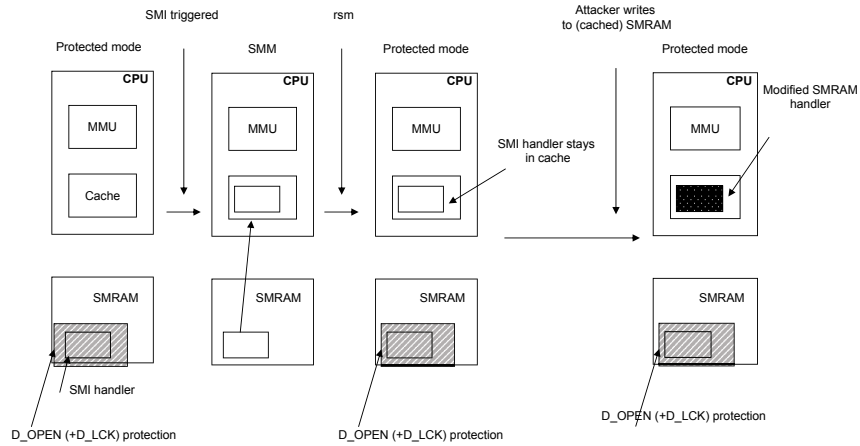 SMI triggered
rsm
Attacker writes
to (cached) SMRAM
Protected mode
SMM
Protected mode
Protected mode
CPU
CPU
CPU
CPU
Modified SMRAM
handler
MMU
MMU
MMU
MMU
SMI handler stays
in cache
Cache
SMRAM
SMRAM
SMRAM
SMRAM
SMI handler
D_OPEN (+D_LCK) protection
D_OPEN (+D_LCK) protection
D_OPEN (+D_LCK) protection